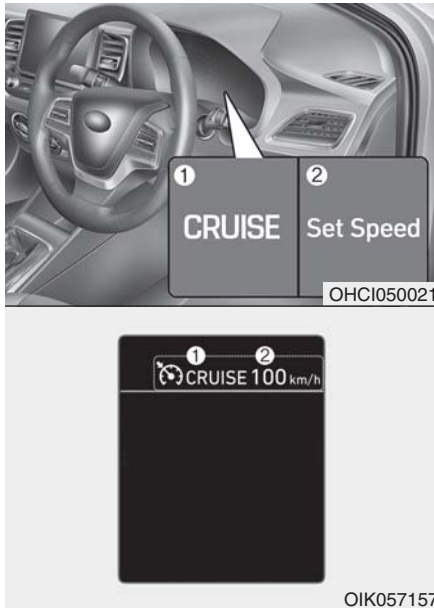 ① ②
CRUISE Set Speed
OHCI050021
① ②
CRUISE 100 km/h
OIK057157